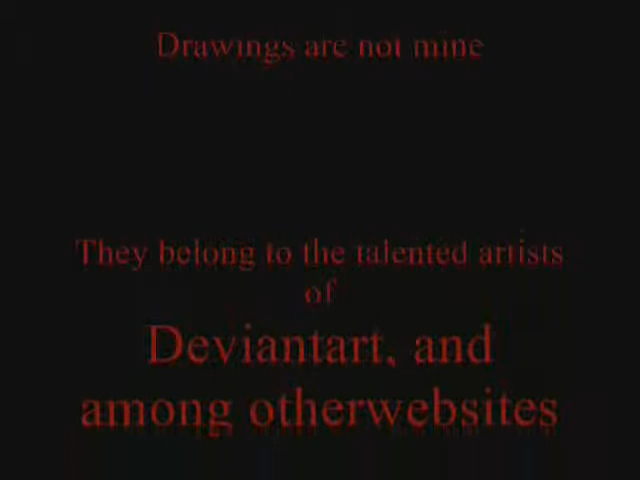 Drawings are not mine
They belong to the talented artists
of
Deviantart, and
among otherwebsites